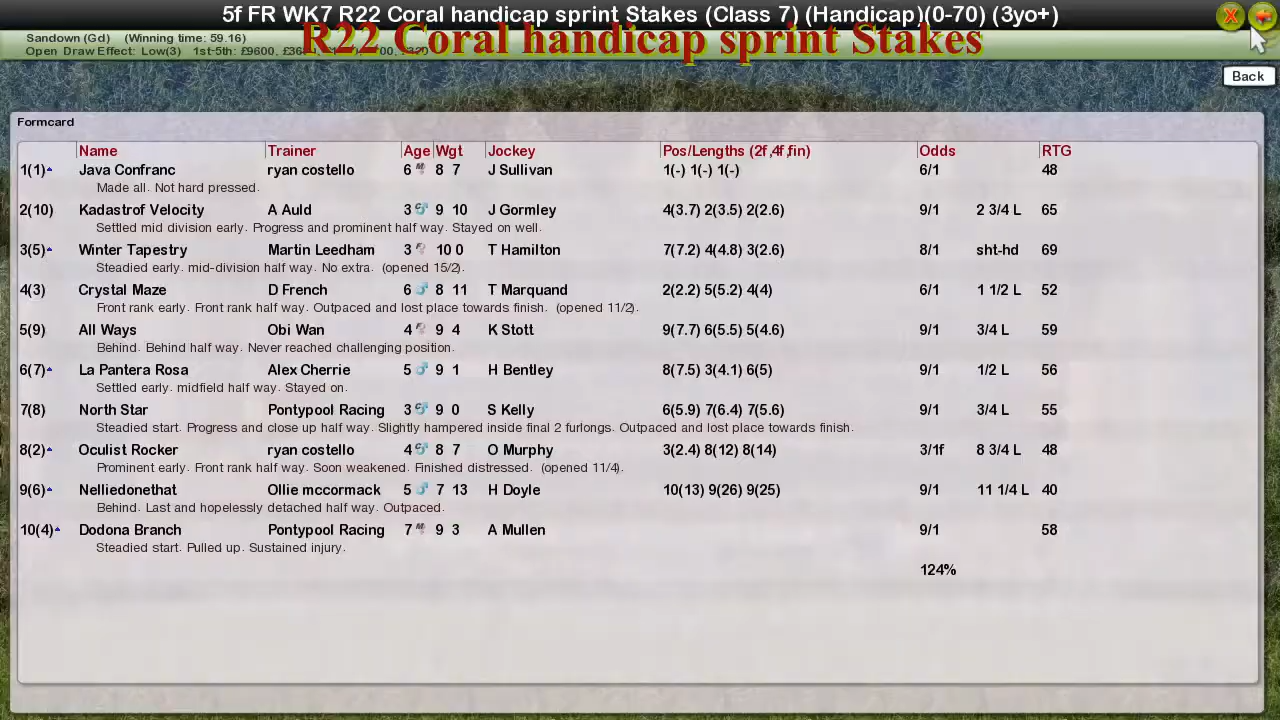 5f FR WK7 R22 Coral handicap sprint Stakes (Class 7) (Handicap)(0-70) (3yo+)
R22 Coral handicap sprint Stakes
Sandown (Gd) (Winning time: 59.16)
Open Draw Effect: Low(3) 1st-5th: £9600,
Back
Formcard
Name Trainer Age Wgt Jockey Pos/Lengths (2f,4f,fin) Odds RTG
1(1) Java Confranc ryan costello 6 8 7 J Sullivan 1(-) 1(-) 1(-) 6/1 48
Made all. Not hard pressed.
2(10) Kadastrof Velocity A Auld 3 9 10 J Gormley 4(3.7) 2(3.5) 2(2.6) 9/1 2 3/4 L 65
Settled mid division early. Progress and prominent half way. Stayed on well.
3(5) Winter Tapestry Martin Leedham 3 10 0 T Hamilton 7(7.2) 4(4.8) 3(2.6) 8/1 sht-hd 69
Steadied early. mid-division half way. No extra. (opened 15/2).
4(3) Crystal Maze D French 6 8 11 T Marquand 2(2.2) 5(5.2) 4(4) 6/1 1 1/2 L 52
Front rank early. Front rank half way. Outpaced and lost place towards finish. (opened 11/2).
5(9) All Ways Obi Wan 4 9 4 K Stott 9(7.7) 6(5.5) 5(4.6) 9/1 3/4 L 59
Behind. Behind half way. Never reached challenging position.
6(7) La Pantera Rosa Alex Cherrie 5 9 1 H Bentley 8(7.5) 3(4.1) 6(5) 9/1 1/2 L 56
Settled early. midfield half way. Stayed on.
7(8) North Star Pontypool Racing 3 9 0 S Kelly 6(5.9) 7(6.4) 7(5.6) 9/1 3/4 L 55
Steadied start. Progress and close up half way. Slightly hampered inside final 2 furlongs. Outpaced and lost place towards finish.
8(2) Oculist Rocker ryan costello 4 8 7 O Murphy 3(2.4) 8(12) 8(14) 3/1f 8 3/4 L 48
Prominent early. Front rank half way. Soon weakened. Finished distressed. (opened 11/4).
9(6) Nelliedonethat Ollie mccormack 5 7 13 H Doyle 10(13) 9(26) 9(25) 9/1 11 1/4 L 40
Behind. Last and hopelessly detached half way. Outpaced.
10(4) Dodona Branch Pontypool Racing 7 9 3 A Mullen 9/1 58
Steadied start. Pulled up. Sustained injury.
124%